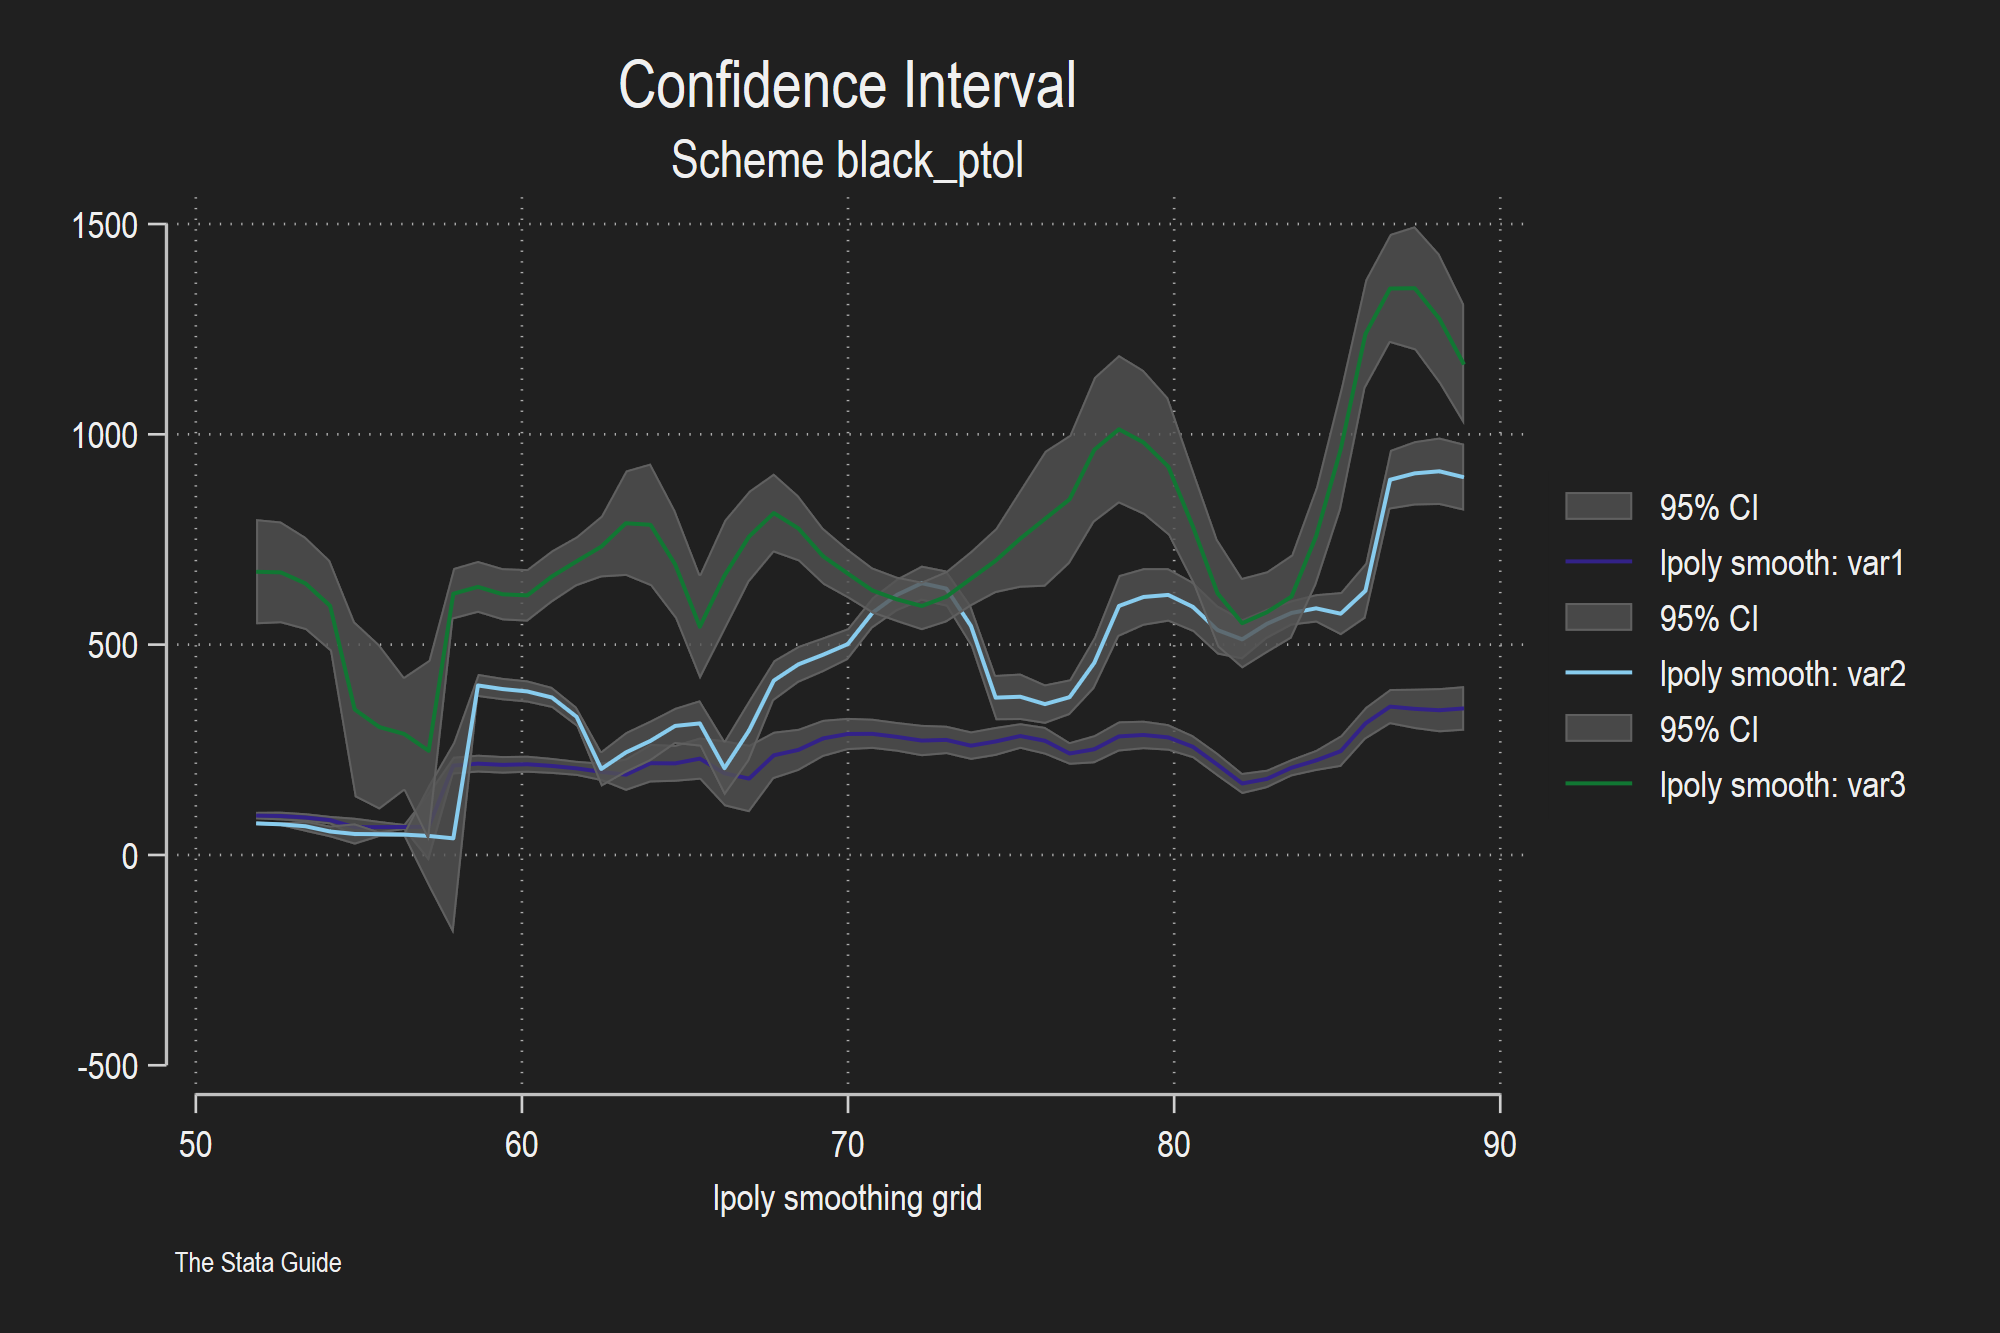 Confidence Interval
Scheme black_ptol
1500
1000
500
0
-500
50 60 70 80 90
lpoly smoothing grid
95% CI
lpoly smooth: var1
95% CI
lpoly smooth: var2
95% CI
lpoly smooth: var3
The Stata Guide